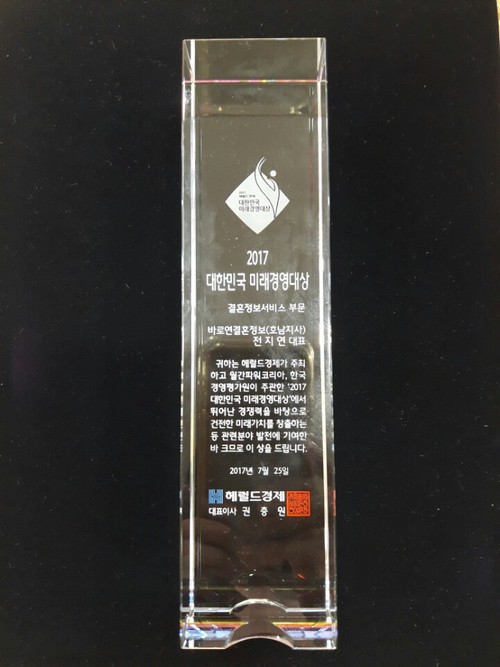 2017
헤럴드경제
대한민국
미래경영대상
2017
대한민국 미래경영대상
결혼정보서비스 부문
바로연결혼정보(호남지사)
전 지 연 대표
귀하는 헤럴드경제가 주최
하고 월간파워코리아, 한국
경영평가원이 주관한 '2017
대한민국 미래경영대상'에서
뛰어난 경쟁력을 바탕으로
건전한 미래가치를 창출하는
등 관련분야 발전에 기여한
바 크므로 이 상을 드립니다.
2017년 7월 25일
헤럴드경제
대표이사 권 충 원